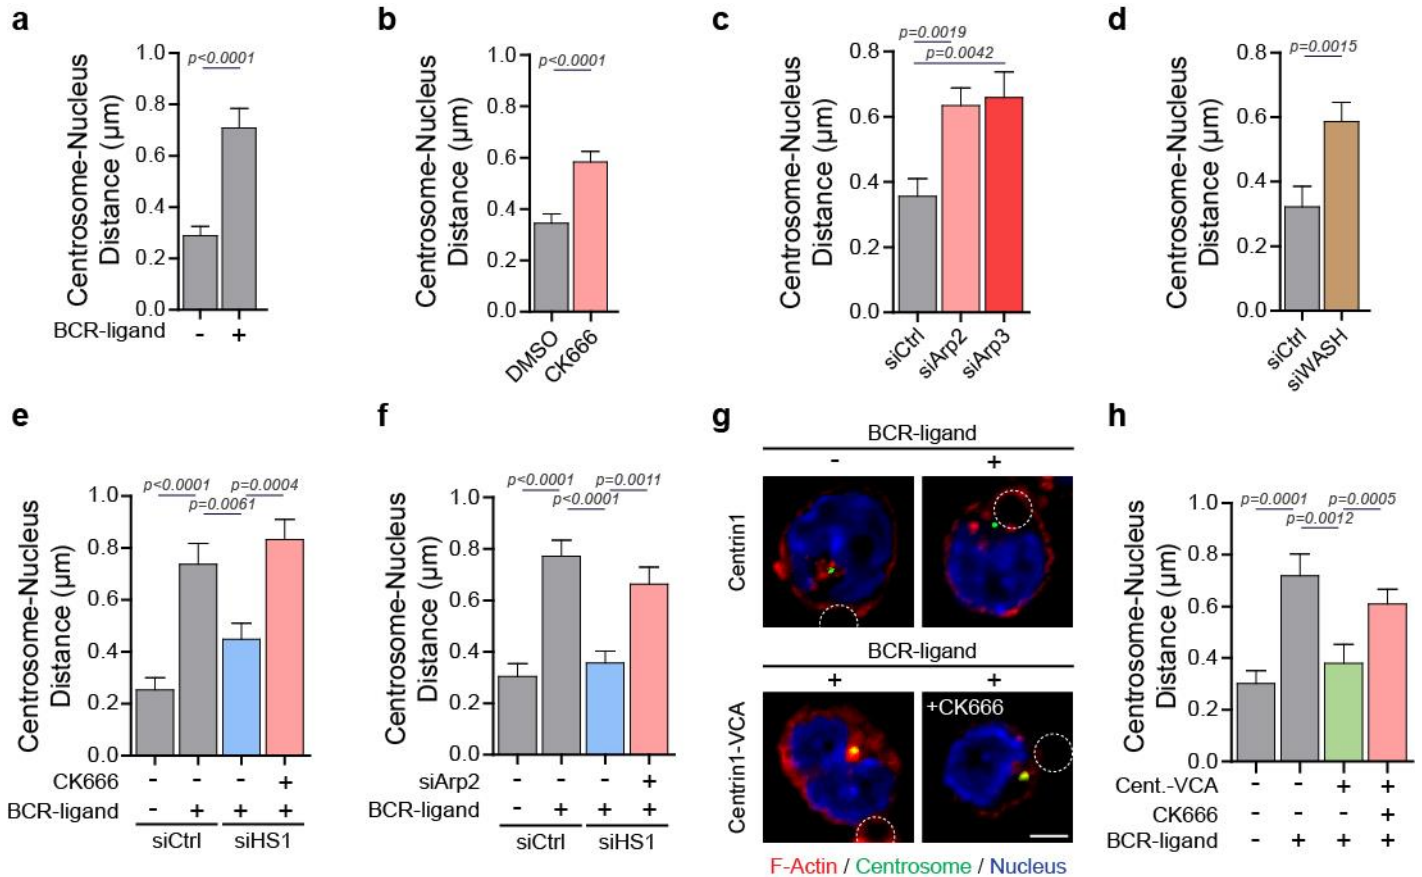 a
Centrosome-Nucleus
Distance (μm)
1.0
0.8
0.6
0.4
0.2
0.0
p<0.0001
BCR-ligand - +
b
Centrosome-Nucleus
Distance (μm)
1.0
0.8
0.6
0.4
0.2
0.0
p<0.0001
DMSO
CK666
c
Centrosome-Nucleus
Distance (μm)
0.8
0.6
0.4
0.2
0.0
p=0.0019
p=0.0042
siCtrl
siArp2
siArp3
d
Centrosome-Nucleus
Distance (μm)
0.8
0.6
0.4
0.2
0.0
p=0.0015
siCtrl
siWASH
e
Centrosome-Nucleus
Distance (μm)
1.0
0.8
0.6
0.4
0.2
0.0
p<0.0001 p=0.0004
p=0.0061
CK666 - - - +
BCR-ligand - + + +
siCtrl siHS1
f
Centrosome-Nucleus
Distance (μm)
1.0
0.8
0.6
0.4
0.2
0.0
p<0.0001 p=0.0011
p<0.0001
siArp2 - - - +
BCR-ligand - + + +
siCtrl siHS1
g
BCR-ligand
- +
Centrin1
BCR-ligand
+ +
Centrin1-VCA
+CK666
F-Actin / Centrosome / Nucleus
h
Centrosome-Nucleus
Distance (μm)
1.0
0.8
0.6
0.4
0.2
0.0
p=0.0001 p=0.0005
p=0.0012
Cent.-VCA - - + +
CK666 - - - +
BCR-ligand - + + +